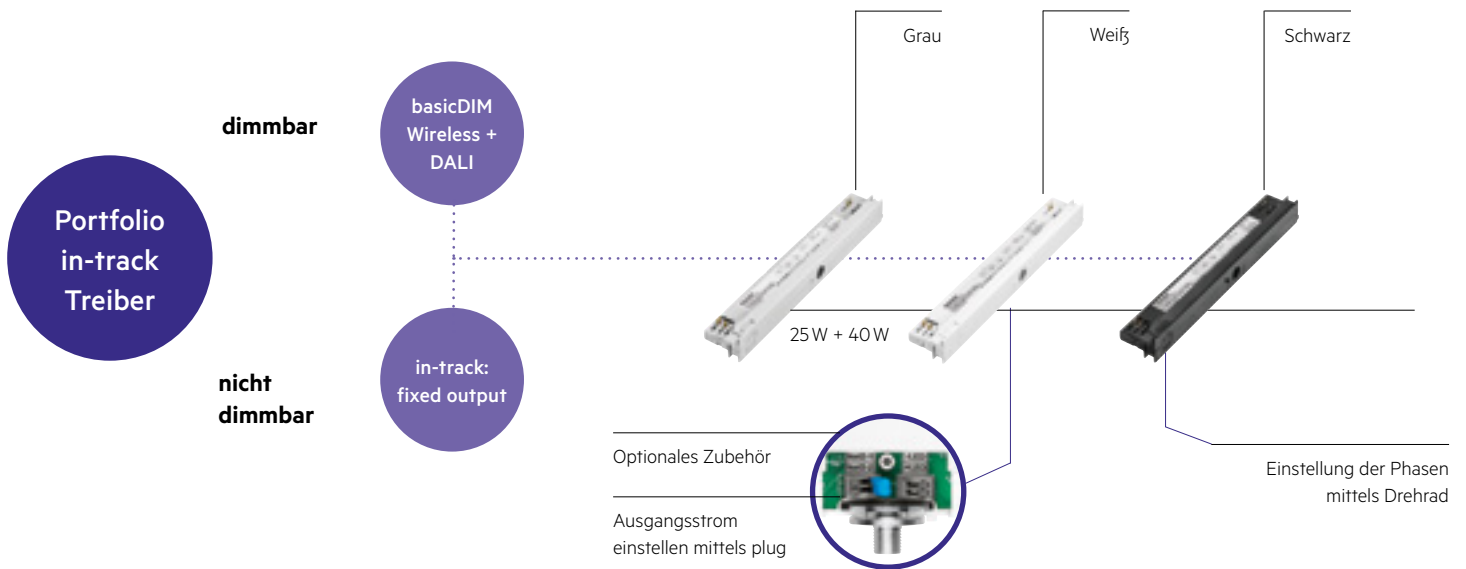 Portfolio
in-track
Treiber
dimmbar
basicDIM
Wireless +
DALI
nicht
dimmbar
in-track:
fixed output
Grau
Weiß
Schwarz
25 W + 40 W
Optionales Zubehör
Ausgangsstrom
einstellen mittels plug
Einstellung der Phasen
mittels Drehrad